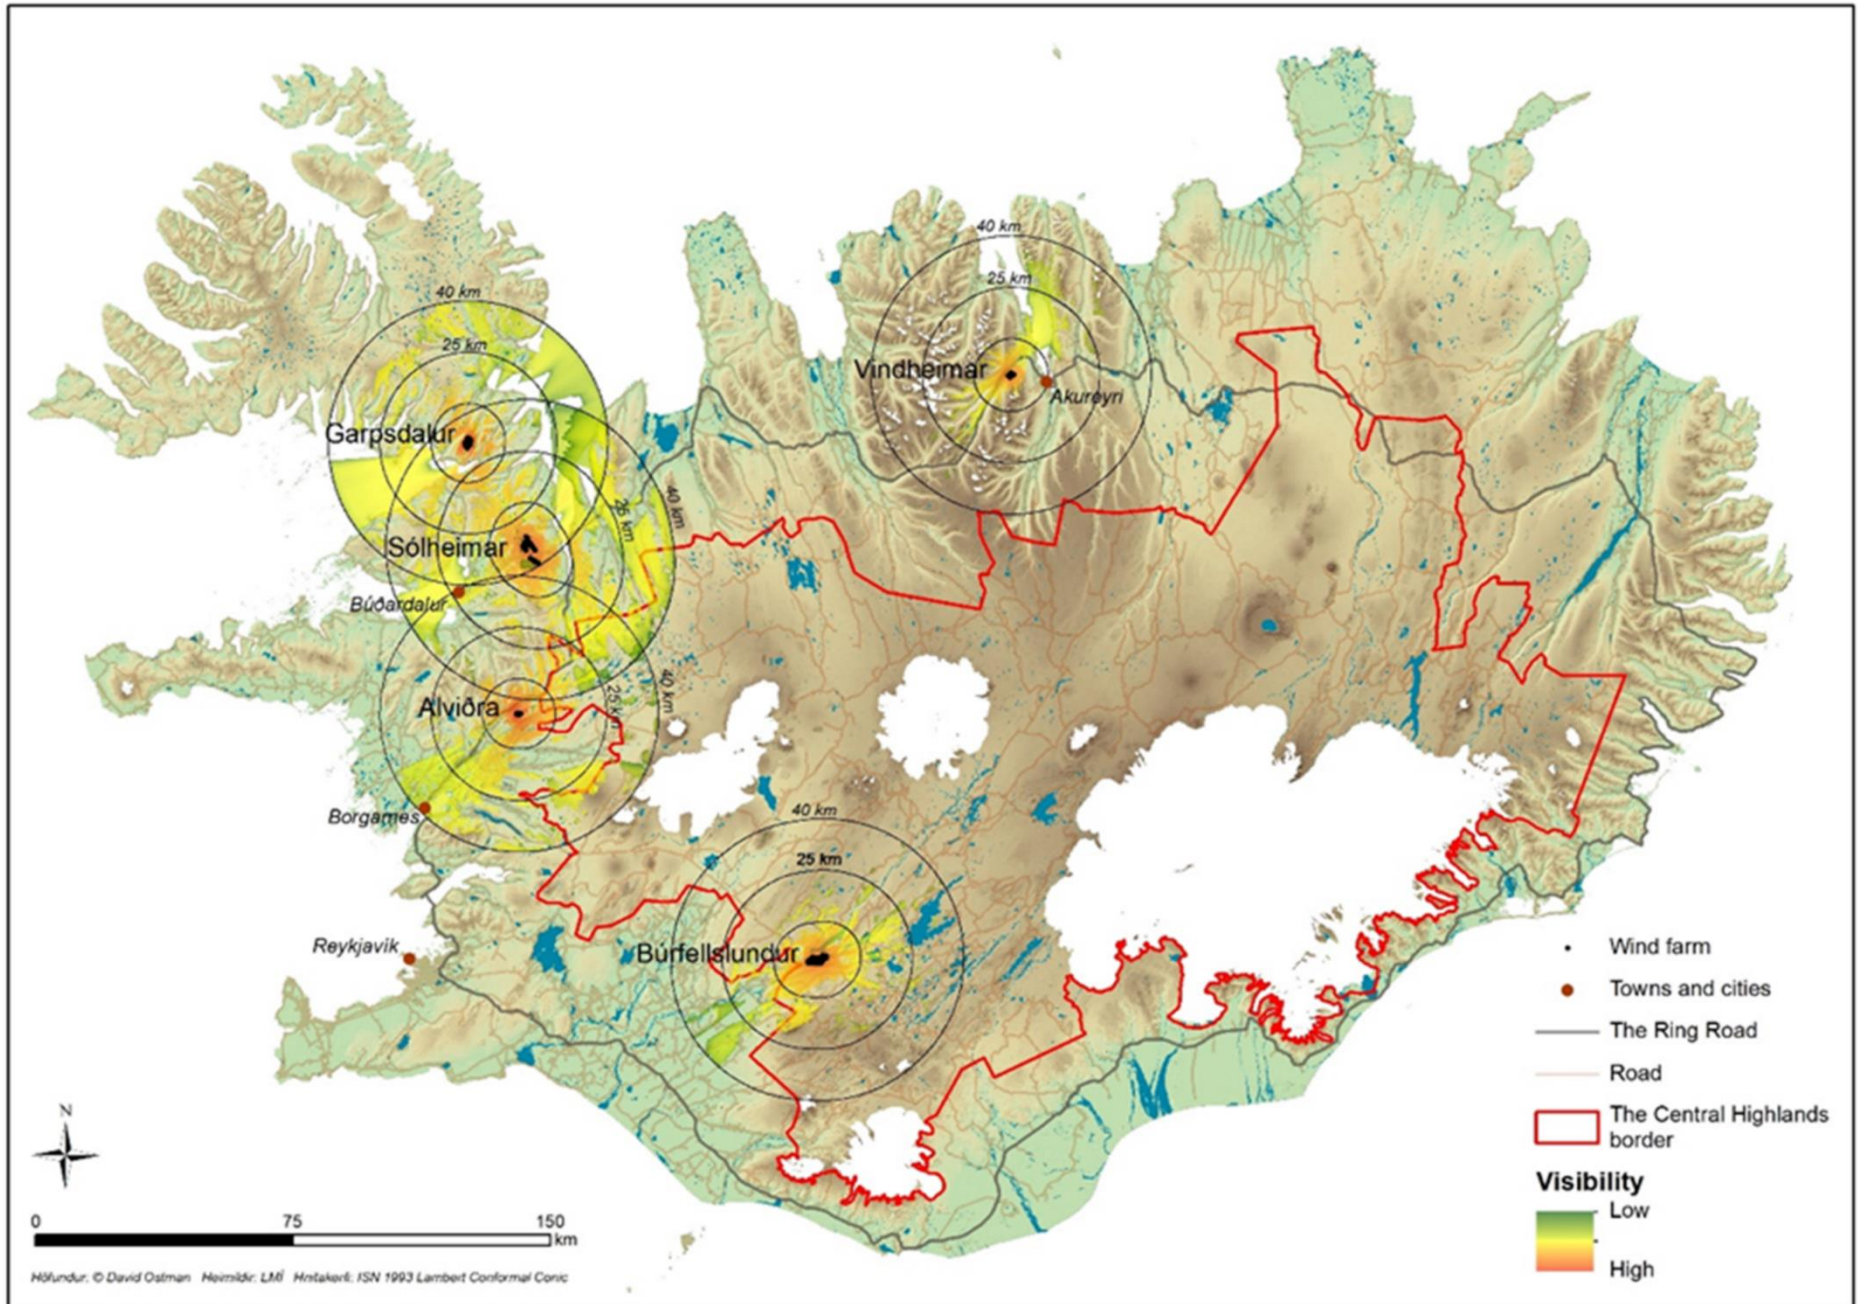 40 km
25 km
40 km
25 km
Vindheimar
Akureyri
Garpsdalur
40 km
25 km
Sólheimar
Búðardalur
40 km
25 km
Alviðra
Borgarnes
40 km
25 km
Reykjavík
Búrfellslundur
Wind farm
Towns and cities
The Ring Road
Road
The Central Highlands
border
Visibility
Low
High
N
0 75 150
km
Höfundur: © David Ostman Heimildir: LMÍ Hnitakerfi: ISN 1993 Lambert Conformal Conic